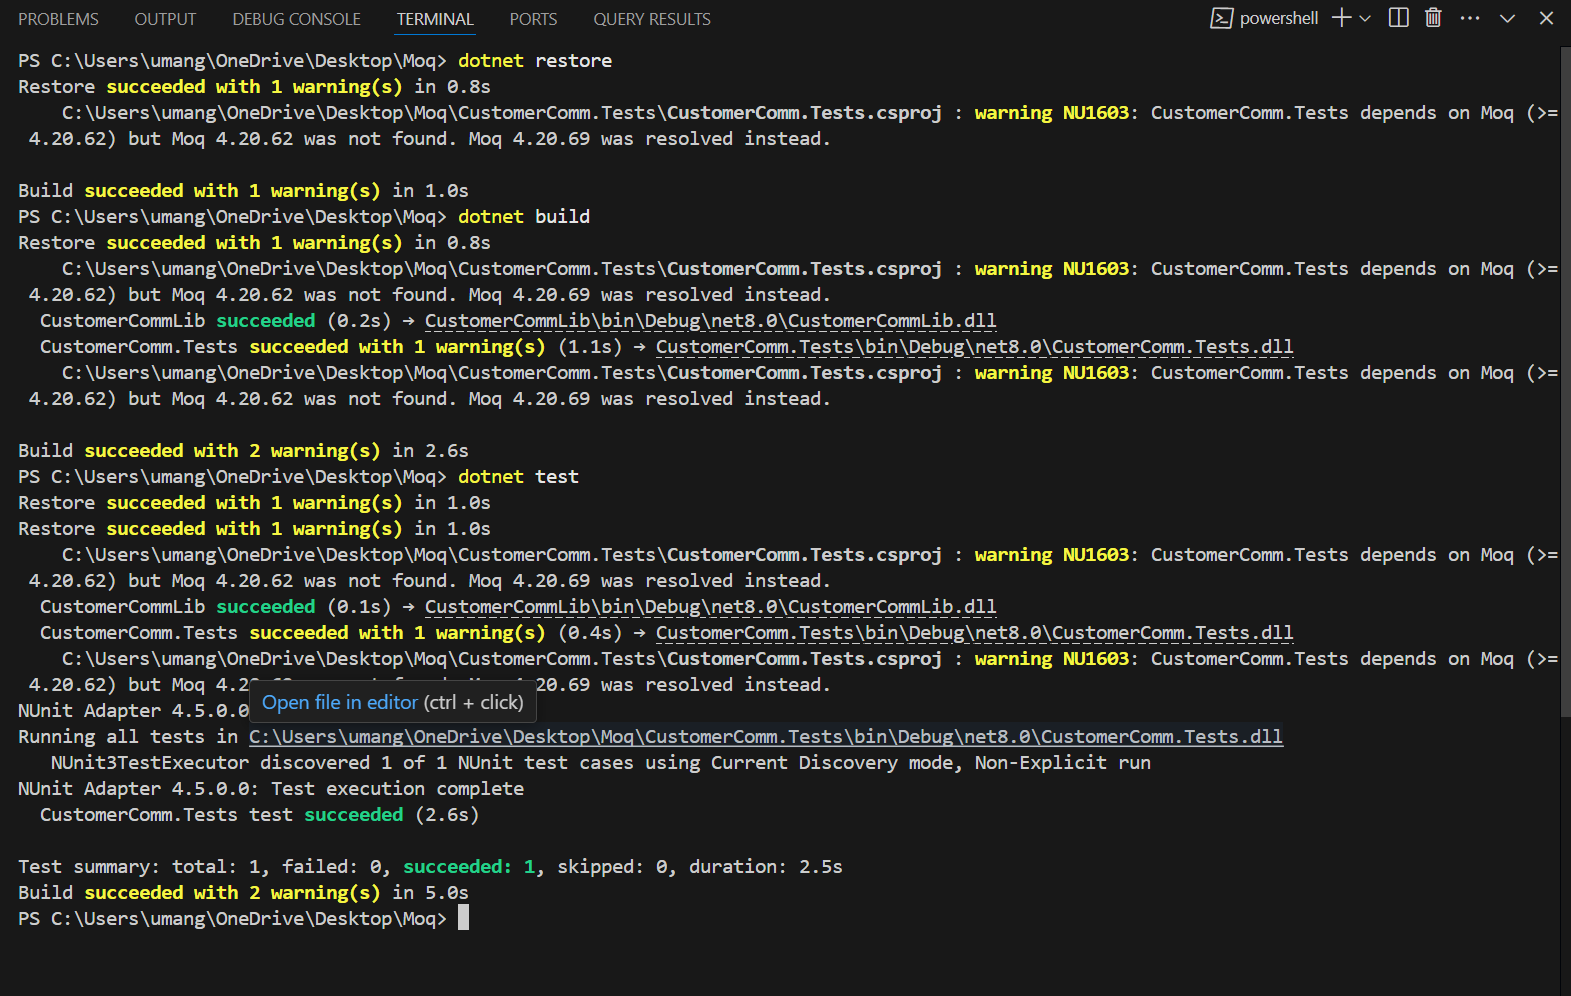 PROBLEMS OUTPUT DEBUG CONSOLE TERMINAL PORTS QUERY RESULTS powershell
PS C:\Users\umang\OneDrive\Desktop\Moq> dotnet restore
Restore succeeded with 1 warning(s) in 0.8s
    C:\Users\umang\OneDrive\Desktop\Moq\CustomerComm.Tests\CustomerComm.Tests.csproj : warning NU1603: CustomerComm.Tests depends on Moq (>=
 4.20.62) but Moq 4.20.62 was not found. Moq 4.20.69 was resolved instead.
Build succeeded with 1 warning(s) in 1.0s
PS C:\Users\umang\OneDrive\Desktop\Moq> dotnet build
Restore succeeded with 1 warning(s) in 0.8s
    C:\Users\umang\OneDrive\Desktop\Moq\CustomerComm.Tests\CustomerComm.Tests.csproj : warning NU1603: CustomerComm.Tests depends on Moq (>=
 4.20.62) but Moq 4.20.62 was not found. Moq 4.20.69 was resolved instead.
  CustomerCommLib succeeded (0.2s) → CustomerCommLib\bin\Debug\net8.0\CustomerCommLib.dll
  CustomerComm.Tests succeeded with 1 warning(s) (1.1s) → CustomerComm.Tests\bin\Debug\net8.0\CustomerComm.Tests.dll
    C:\Users\umang\OneDrive\Desktop\Moq\CustomerComm.Tests\CustomerComm.Tests.csproj : warning NU1603: CustomerComm.Tests depends on Moq (>=
 4.20.62) but Moq 4.20.62 was not found. Moq 4.20.69 was resolved instead.
Build succeeded with 2 warning(s) in 2.6s
PS C:\Users\umang\OneDrive\Desktop\Moq> dotnet test
Restore succeeded with 1 warning(s) in 1.0s
Restore succeeded with 1 warning(s) in 1.0s
    C:\Users\umang\OneDrive\Desktop\Moq\CustomerComm.Tests\CustomerComm.Tests.csproj : warning NU1603: CustomerComm.Tests depends on Moq (>=
 4.20.62) but Moq 4.20.62 was not found. Moq 4.20.69 was resolved instead.
  CustomerCommLib succeeded (0.1s) → CustomerCommLib\bin\Debug\net8.0\CustomerCommLib.dll
  CustomerComm.Tests succeeded with 1 warning(s) (0.4s) → CustomerComm.Tests\bin\Debug\net8.0\CustomerComm.Tests.dll
    C:\Users\umang\OneDrive\Desktop\Moq\CustomerComm.Tests\CustomerComm.Tests.csproj : warning NU1603: CustomerComm.Tests depends on Moq (>=
 4.20.62) but Moq 20.69 was resolved instead.
Open file in editor (ctrl + click)
NUnit Adapter 4.5.0.0
Running all tests in C:\Users\umang\OneDrive\Desktop\Moq\CustomerComm.Tests\bin\Debug\net8.0\CustomerComm.Tests.dll
   NUnit3TestExecutor discovered 1 of 1 NUnit test cases using Current Discovery mode, Non-Explicit run
NUnit Adapter 4.5.0.0: Test execution complete
  CustomerComm.Tests test succeeded (2.6s)
Test summary: total: 1, failed: 0, succeeded: 1, skipped: 0, duration: 2.5s
Build succeeded with 2 warning(s) in 5.0s
PS C:\Users\umang\OneDrive\Desktop\Moq>